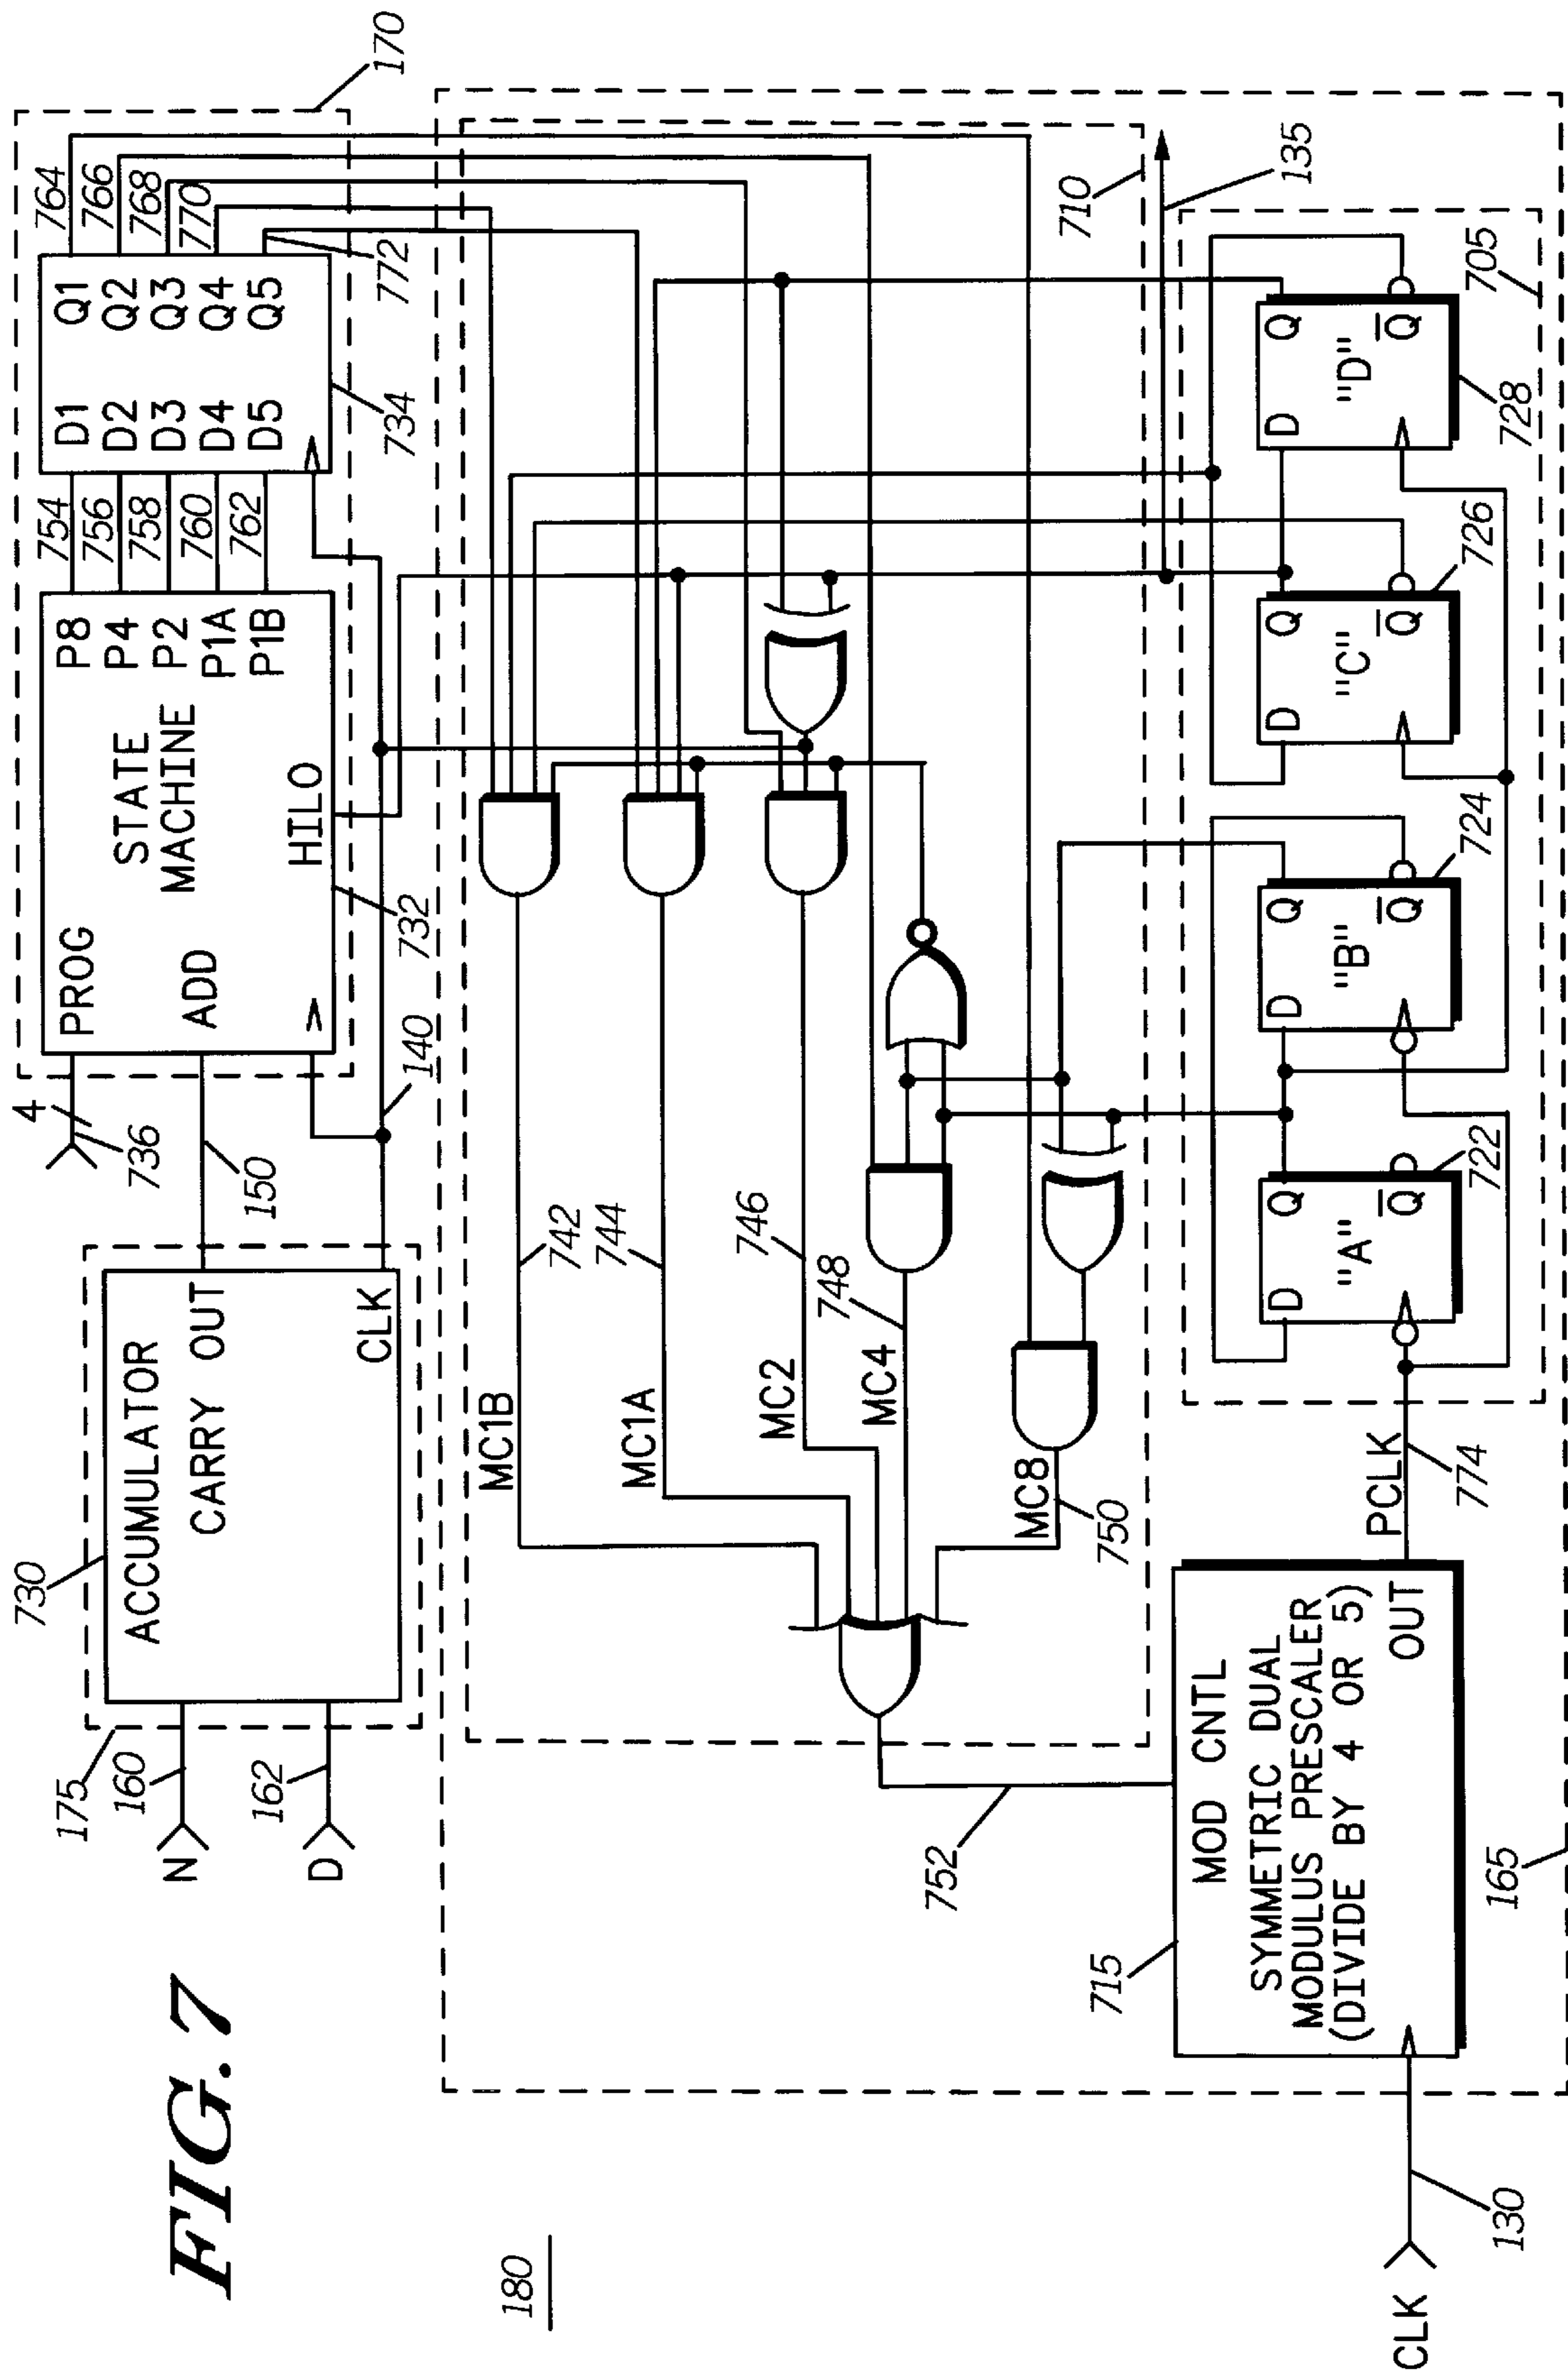 FIG. 7
180
175
160
N
162
D
730
ACCUMULATOR
CARRY OUT
CLK
150
140
4
736
PROG
ADD
STATE
MACHINE
HILO
732
P8
P4
P2
P1A
P1B
754
756
758
760
762
D1 Q1
D2 Q2
D3 Q3
D4 Q4
D5 Q5
734
764
766
768
770
772
170
MC1B
742
MC1A
744
MC2
746
MC4
748
MC8
750
752
710
135
715
MOD CNTL
SYMMETRIC DUAL
MODULUS PRESCALER
(DIVIDE BY 4 OR 5)
OUT
CLK
130
165
PCLK
774
D Q
"A"
Q̅
722
D Q
"B"
Q̅
724
D Q
"C"
Q̅
726
D Q
"D"
Q̅
728
705